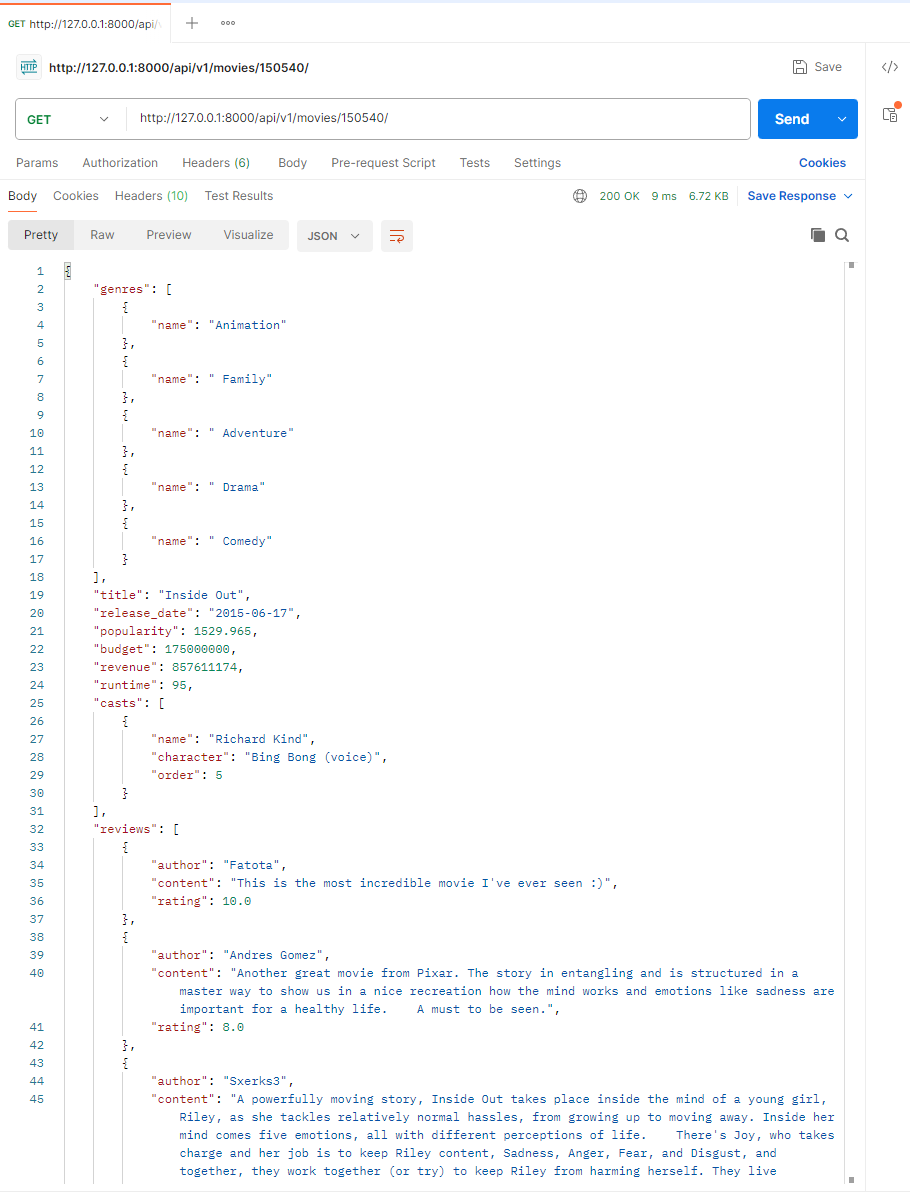 GET http://127.0.0.1:8000/api/
HTTP http://127.0.0.1:8000/api/v1/movies/150540/ Save </>
GET http://127.0.0.1:8000/api/v1/movies/150540/ Send
Params Authorization Headers (6) Body Pre-request Script Tests Settings Cookies
Body Cookies Headers (10) Test Results 200 OK 9 ms 6.72 KB Save Response
Pretty Raw Preview Visualize JSON
1 {
2 "genres": [
3 {
4 "name": "Animation"
5 },
6 {
7 "name": " Family"
8 },
9 {
10 "name": " Adventure"
11 },
12 {
13 "name": " Drama"
14 },
15 {
16 "name": " Comedy"
17 }
18 ],
19 "title": "Inside Out",
20 "release_date": "2015-06-17",
21 "popularity": 1529.965,
22 "budget": 175000000,
23 "revenue": 857611174,
24 "runtime": 95,
25 "casts": [
26 {
27 "name": "Richard Kind",
28 "character": "Bing Bong (voice)",
29 "order": 5
30 }
31 ],
32 "reviews": [
33 {
34 "author": "Fatota",
35 "content": "This is the most incredible movie I've ever seen :)",
36 "rating": 10.0
37 },
38 {
39 "author": "Andres Gomez",
40 "content": "Another great movie from Pixar. The story in entangling and is structured in a
master way to show us in a nice recreation how the mind works and emotions like sadness are
important for a healthy life.    A must to be seen.",
41 "rating": 8.0
42 },
43 {
44 "author": "Sxerks3",
45 "content": "A powerfully moving story, Inside Out takes place inside the mind of a young girl,
Riley, as she tackles relatively normal hassles, from growing up to moving away. Inside her
mind comes five emotions, all with different perceptions of life.    There's Joy, who takes
charge and her job is to keep Riley content, Sadness, Anger, Fear, and Disgust, and
together, they work together (or try) to keep Riley from harming herself. They live